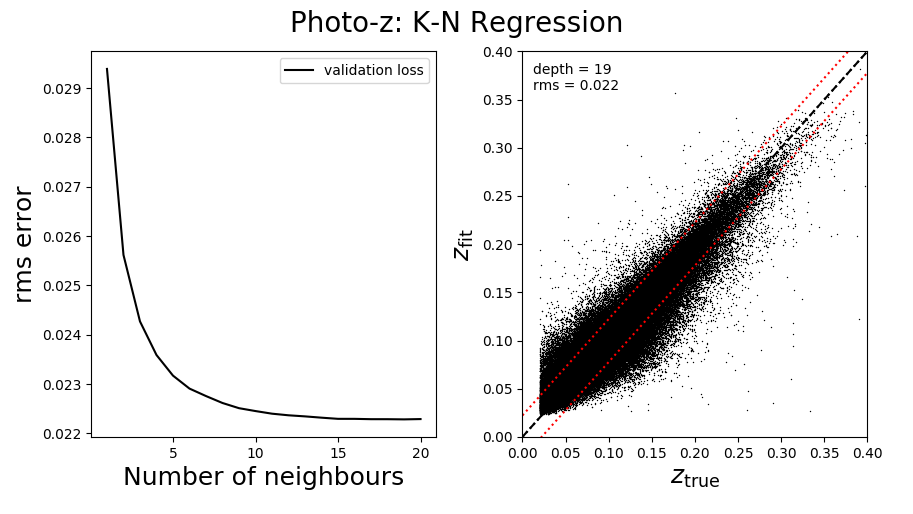 Photo-z: K-N Regression
validation loss
0.029
0.028
0.027
0.026
0.025
0.024
0.023
0.022
rms error
5
10
15
20
Number of neighbours
depth = 19
rms = 0.022
0.40
0.35
0.30
0.25
0.20
0.15
0.10
0.05
0.00
z_fit
0.00 0.05 0.10 0.15 0.20 0.25 0.30 0.35 0.40
z_true